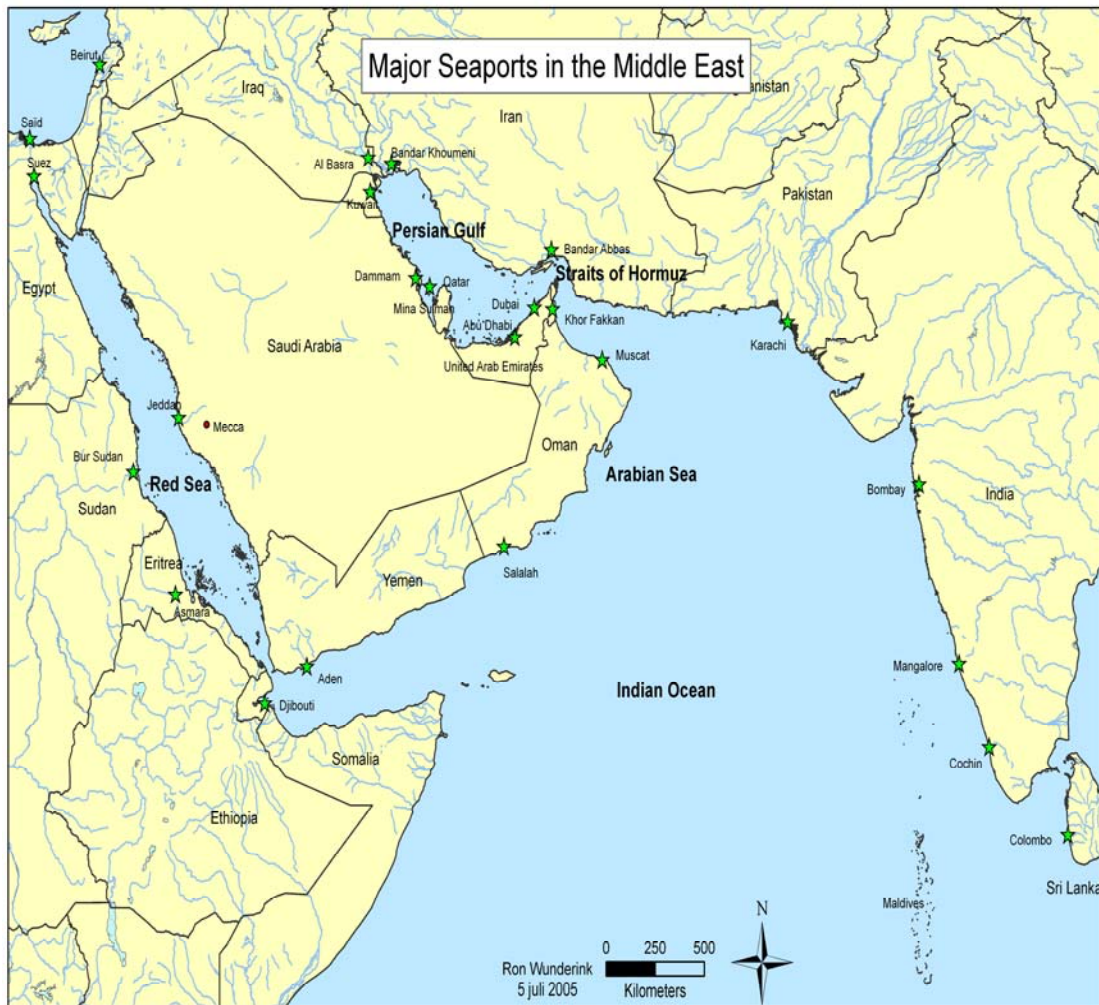 Major Seaports in the Middle East
Beirut
Iraq
Iran
Said
Suez
Al Basra
Bandar Khoumeni
Kuwait
Pakistan
Persian Gulf
Bandar Abbas
Straits of Hormuz
Egypt
Dammam
Qatar
Mina Sulman
Dubai
Khor Fakkan
Abu Dhabi
Karachi
Saudi Arabia
United Arab Emirates
Muscat
Jeddah
Mecca
Oman
Bur Sudan
Red Sea
Arabian Sea
Bombay
India
Sudan
Eritrea
Salalah
Yemen
Asmara
Aden
Mangalore
Indian Ocean
Djibouti
Somalia
Cochin
Ethiopia
Colombo
Sri Lanka
Maldives
N
0 250 500
Ron Wunderink
5 juli 2005
Kilometers